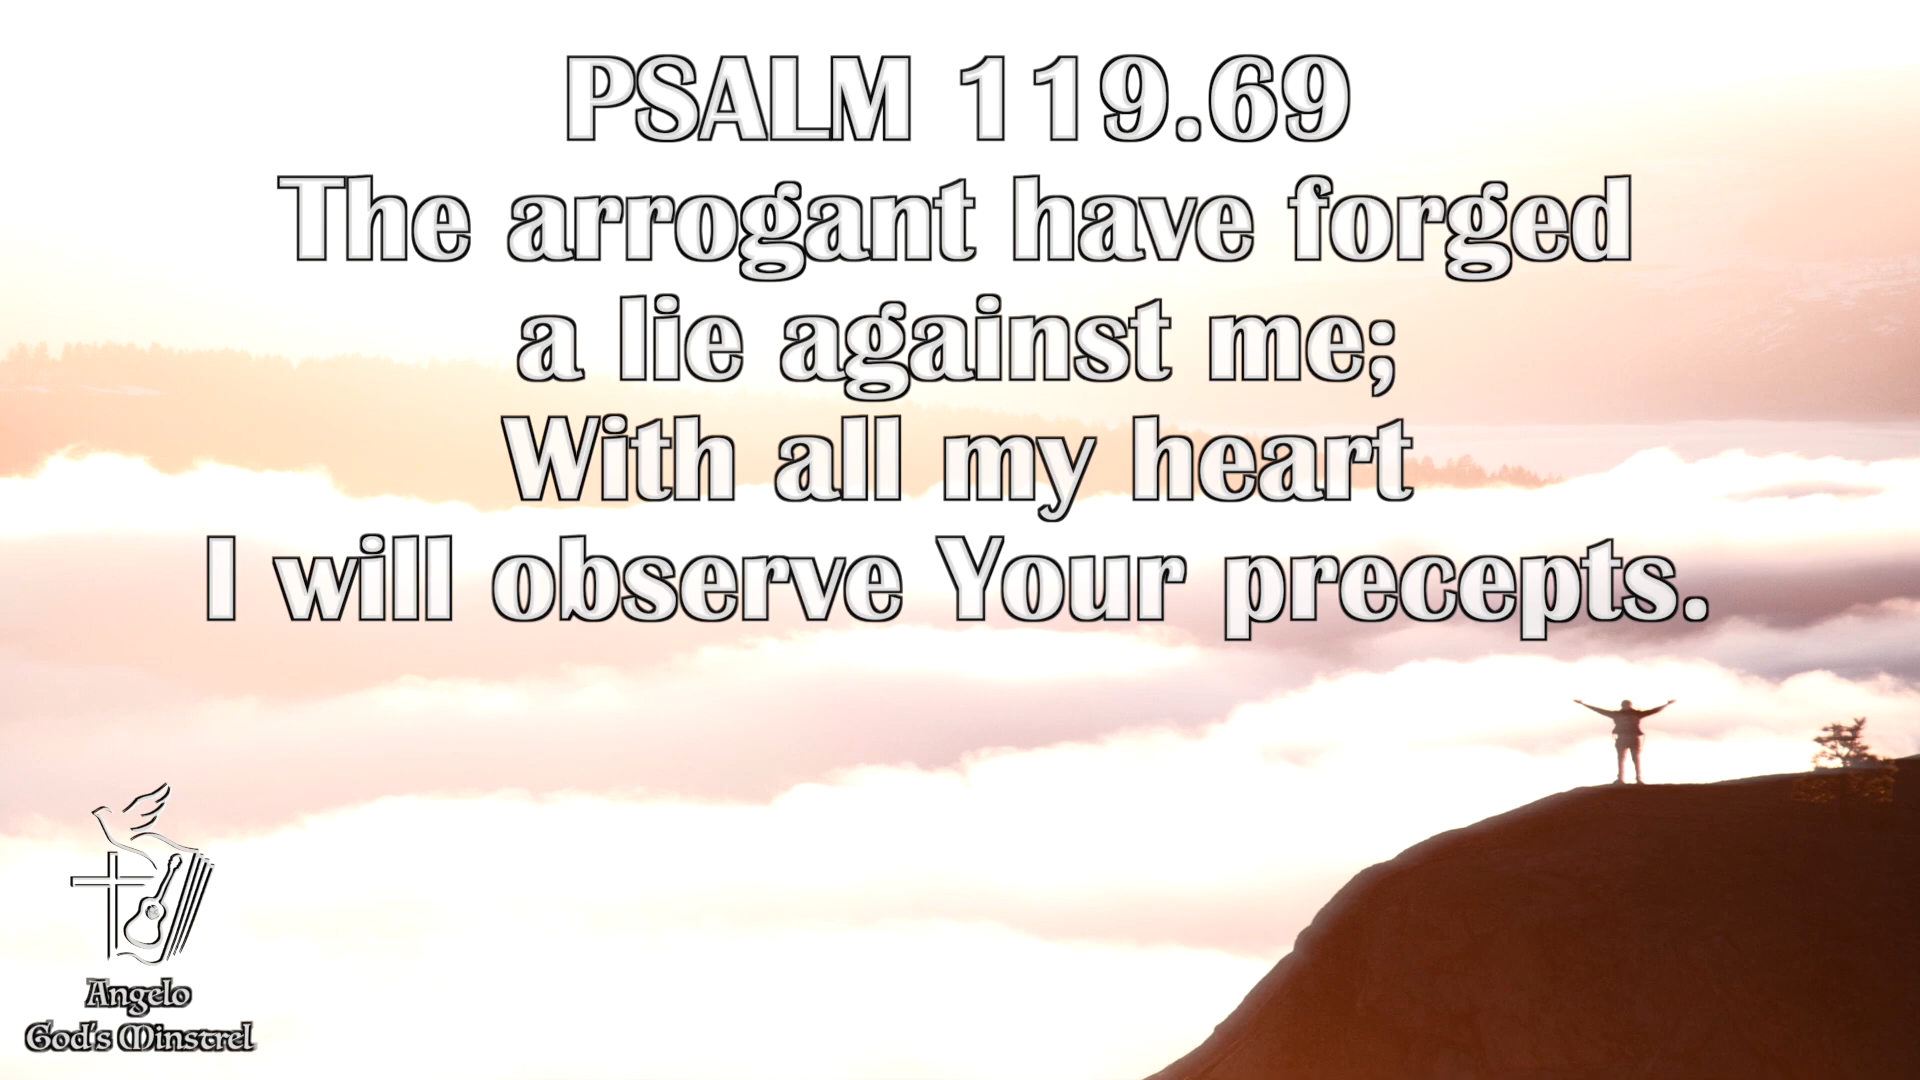 PSALM 119.69
The arrogant have forged
a lie against me;
With all my heart
I will observe Your precepts.
Angelo
God's Minstrel